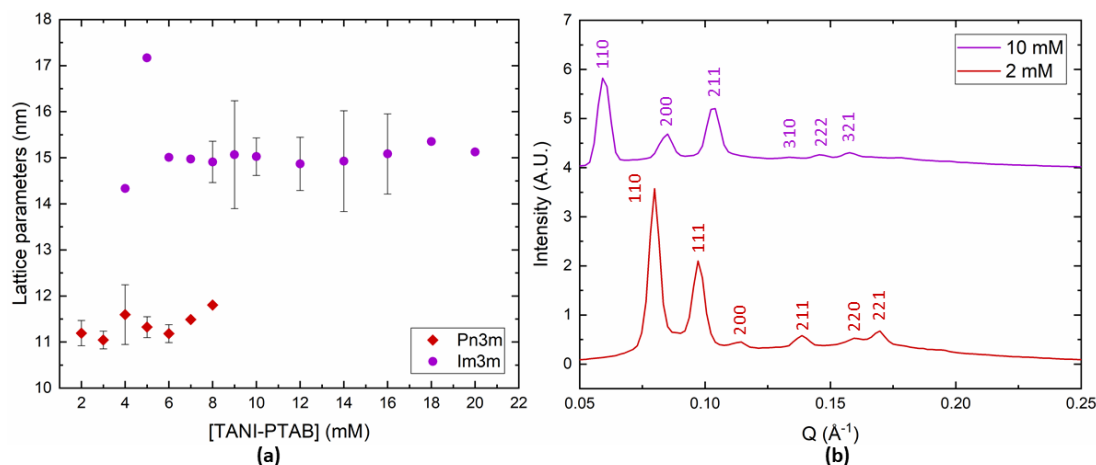 18
17
16
15
14
13
12
11
10
Lattice parameters (nm)
Pn3m
Im3m
2 4 6 8 10 12 14 16 18 20 22
[TANI-PTAB] (mM)
(a)
7
6
5
4
3
2
1
0
Intensity (A.U.)
10 mM
2 mM
110
200
211
310
222
321
110
111
200
211
220
221
0.05 0.10 0.15 0.20 0.25
Q (Å⁻¹)
(b)